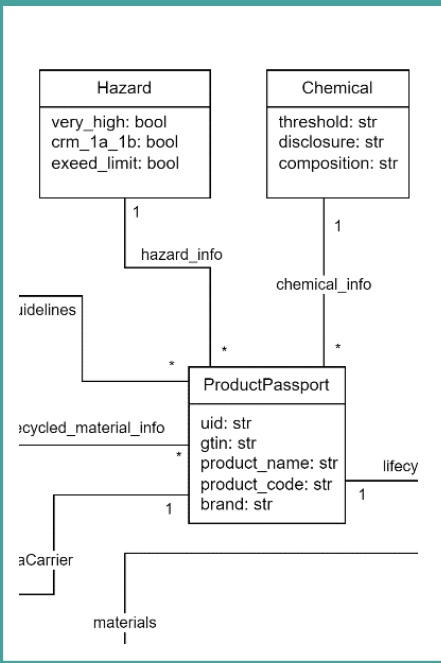 Hazard
very_high: bool
crm_1a_1b: bool
exeed_limit: bool
Chemical
threshold: str
disclosure: str
composition: str
1
1
hazard_info
chemical_info
uidelines
*
*
*
ProductPassport
uid: str
gtin: str
product_name: str
product_code: str
brand: str
ecycled_material_info
*
lifecy
1
1
aCarrier
materials